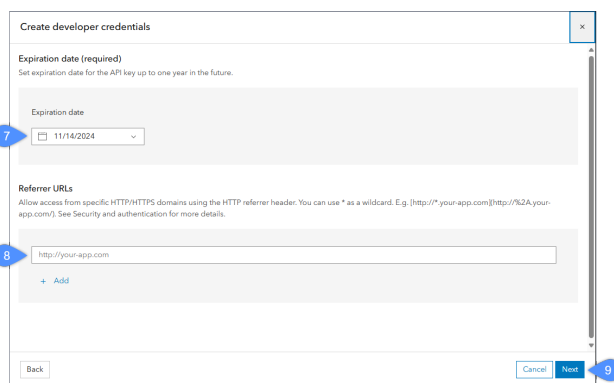 Create developer credentials
×
Expiration date (required)
Set expiration date for the API key up to one year in the future.
Expiration date
7
11/14/2024
Referrer URLs
Allow access from specific HTTP/HTTPS domains using the HTTP referrer header. You can use * as a wildcard. E.g. [http://*.your-app.com](http://%2A.your-
app.com/). See Security and authentication for more details.
8
http://your-app.com
+ Add
Back
Cancel
Next
9